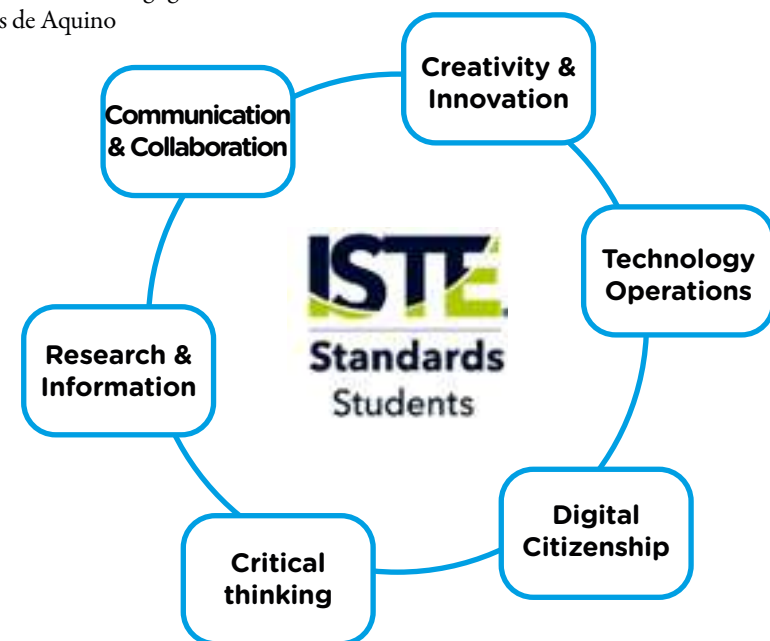 s de Aquino
Creativity &
Innovation
Communication
& Collaboration
Technology
Operations
ISTE
Standards
Students
Research &
Information
Digital
Citizenship
Critical
thinking